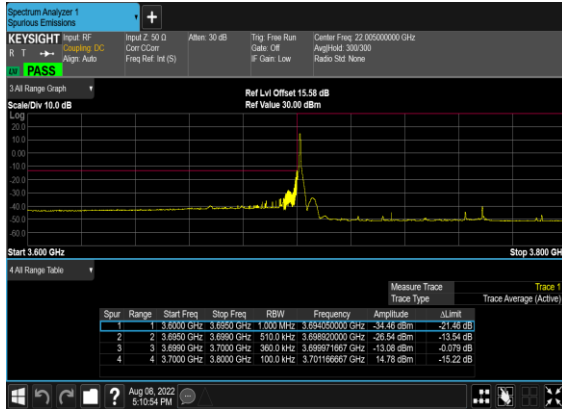 Spectrum Analyzer 1
Spurious Emissions
+
KEYSIGHT Input: RF Input Z: 50 Ω Atten: 30 dB Trig: Free Run Center Freq: 22.005000000 GHz
R T Coupling: DC Corr CCorr Gate: Off Avg|Hold: 300/300
Align: Auto Freq Ref: Int (S) IF Gain: Low Radio Std: None
PASS
3 All Range Graph
Ref Lvl Offset 15.58 dB
Scale/Div 10.0 dB Ref Value 30.00 dBm
Log
20.0
10.0
0.00
-10.0
-20.0
-30.0
-40.0
-50.0
-60.0
Start 3.600 GHz Stop 3.800 GH
4 All Range Table
Measure Trace Trace 1
Trace Type Trace Average (Active)
Spur Range Start Freq Stop Freq RBW Frequency Amplitude ΔLimit
1 1 3.6000 GHz 3.6950 GHz 1.000 MHz 3.694050000 GHz -34.46 dBm -21.46 dB
2 2 3.6950 GHz 3.6990 GHz 510.0 kHz 3.698920000 GHz -26.54 dBm -13.54 dB
3 3 3.6990 GHz 3.7000 GHz 360.0 kHz 3.699971667 GHz -13.08 dBm -0.079 dB
4 4 3.7000 GHz 3.8000 GHz 100.0 kHz 3.701166667 GHz 14.78 dBm -15.22 dB
? Aug 08, 2022
5:10:54 PM